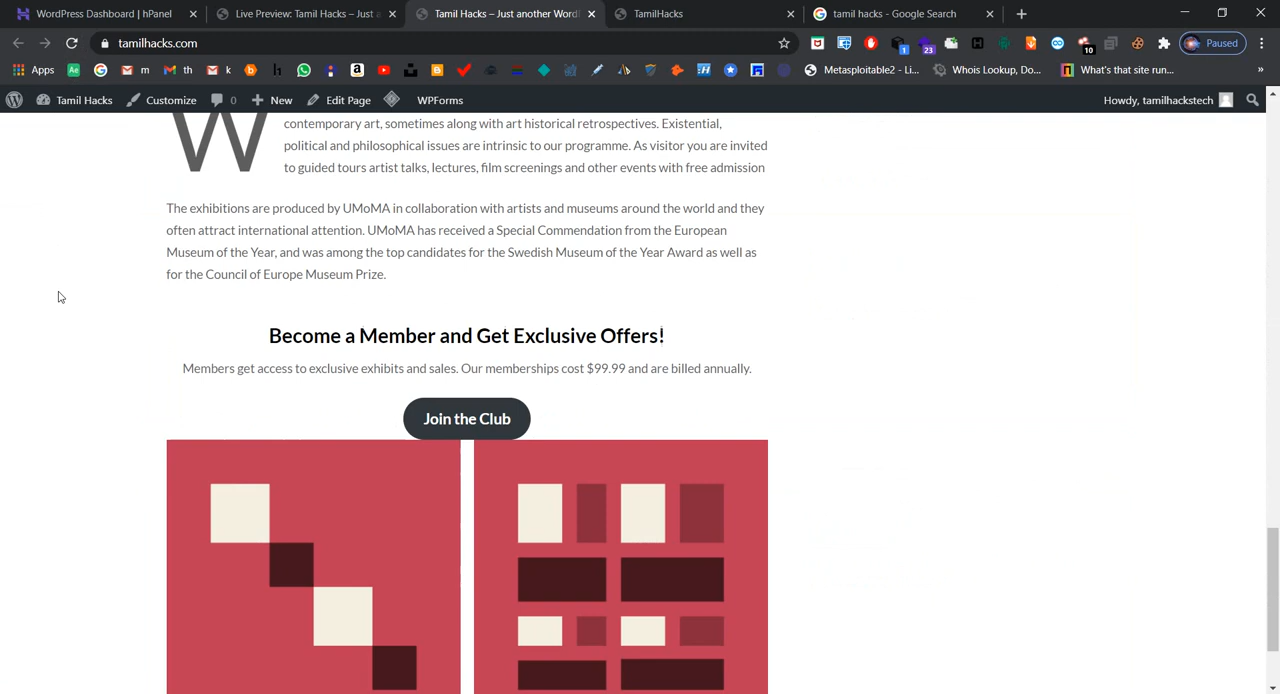 WordPress Dashboard | hPanel
Live Preview: Tamil Hacks – Just a
Tamil Hacks – Just another Word
TamilHacks
tamil hacks - Google Search
tamilhacks.com
1
23
10
Paused
Apps
m
th
k
Metasploitable2 - Li...
Whois Lookup, Do...
What's that site run...
»
Tamil Hacks
Customize
0
New
Edit Page
WPForms
Howdy, tamilhackstech
W
contemporary art, sometimes along with art historical retrospectives. Existential,
political and philosophical issues are intrinsic to our programme. As visitor you are invited
to guided tours artist talks, lectures, film screenings and other events with free admission
The exhibitions are produced by UMoMA in collaboration with artists and museums around the world and they
often attract international attention. UMoMA has received a Special Commendation from the European
Museum of the Year, and was among the top candidates for the Swedish Museum of the Year Award as well as
for the Council of Europe Museum Prize.
Become a Member and Get Exclusive Offers!
Members get access to exclusive exhibits and sales. Our memberships cost $99.99 and are billed annually.
Join the Club